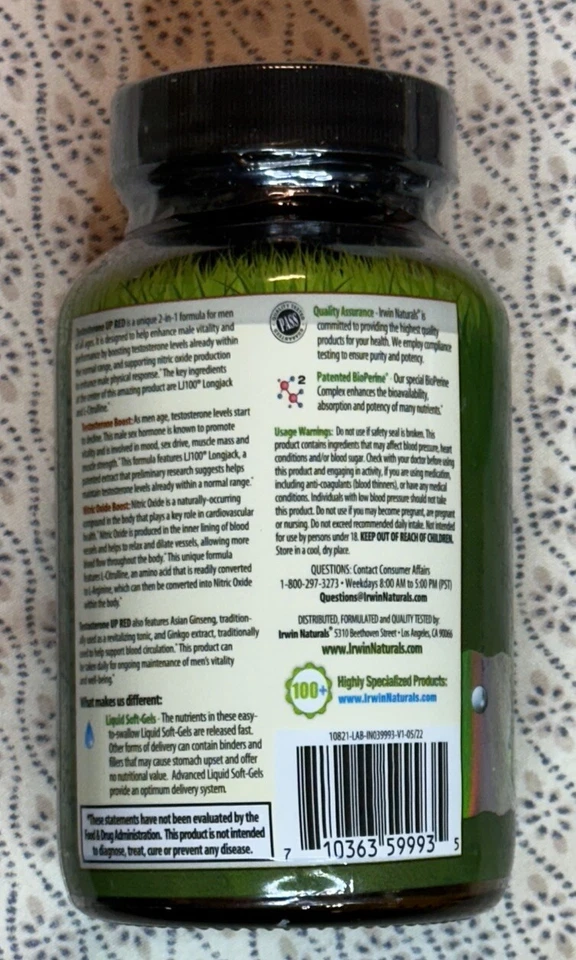 Testosterone UP RED is a unique 2-in-1 formula for men
of all ages. It is designed to help enhance male vitality and
performance by boosting testosterone levels already within
normal range, and supporting nitric oxide production
to enhance male physical response.* The key ingredients
at the center of this amazing product are LJ100® Longjack
and L-Citrulline.*
Testosterone Boost: As men age, testosterone levels start
to decline. This male sex hormone is known to promote
vitality and is involved in mood, sex drive, muscle mass and
muscle strength.* This formula features LJ100® Longjack, a
patented extract that preliminary research suggests helps
maintain testosterone levels already within a normal range.*
Nitric Oxide Boost: Nitric Oxide is a naturally-occurring
compound in the body that plays a key role in cardiovascular
health.* Nitric Oxide is produced in the inner lining of blood
vessels and helps to relax and dilate vessels, allowing more
blood flow throughout the body.* This unique formula
features L-Citrulline, an amino acid that is readily converted
to L-Arginine, which can then be converted into Nitric Oxide
within the body.*
Testosterone UP RED also features Asian Ginseng, tradition-
ally used as a revitalizing tonic, and Ginkgo extract, traditionally
used to help support blood circulation.* This product can
be taken daily for ongoing maintenance of men's vitality
and well-being.*
What makes us different:
Liquid Soft-Gels - The nutrients in these easy-
to-swallow Liquid Soft-Gels are released fast.
Other forms of delivery can contain binders and
fillers that may cause stomach upset and offer
no nutritional value. Advanced Liquid Soft-Gels
provide an optimum delivery system.
*These statements have not been evaluated by the
Food & Drug Administration. This product is not intended
to diagnose, treat, cure or prevent any disease.
PASS
Quality Assurance - Irwin Naturals® is
committed to providing the highest quality
products for your health. We employ compliance
testing to ensure purity and potency.
2
Patented BioPerine® - Our special BioPerine
Complex enhances the bioavailability,
absorption and potency of many nutrients.*
Usage Warnings: Do not use if safety seal is broken. This
product contains ingredients that may affect blood pressure, heart
conditions and/or blood sugar. Check with your doctor before using
this product and engaging in activity, if you are using medication,
including anti-coagulants (blood thinners), or have any medical
conditions. Individuals with low blood pressure should not take
this product. Do not use if you may become pregnant, are pregnant
or nursing. Do not exceed recommended daily intake. Not intended
for use by persons under 18. KEEP OUT OF REACH OF CHILDREN.
Store in a cool, dry place.
QUESTIONS: Contact Consumer Affairs
1-800-297-3273 • Weekdays 8:00 AM to 5:00 PM (PST)
Questions@IrwinNaturals.com
DISTRIBUTED, FORMULATED and QUALITY TESTED by:
Irwin Naturals® 5310 Beethoven Street • Los Angeles, CA 90066
www.IrwinNaturals.com
100+
Highly Specialized Products:
www.IrwinNaturals.com
10821-LAB-IN039993-V1-05/22
7 10363 59993 5